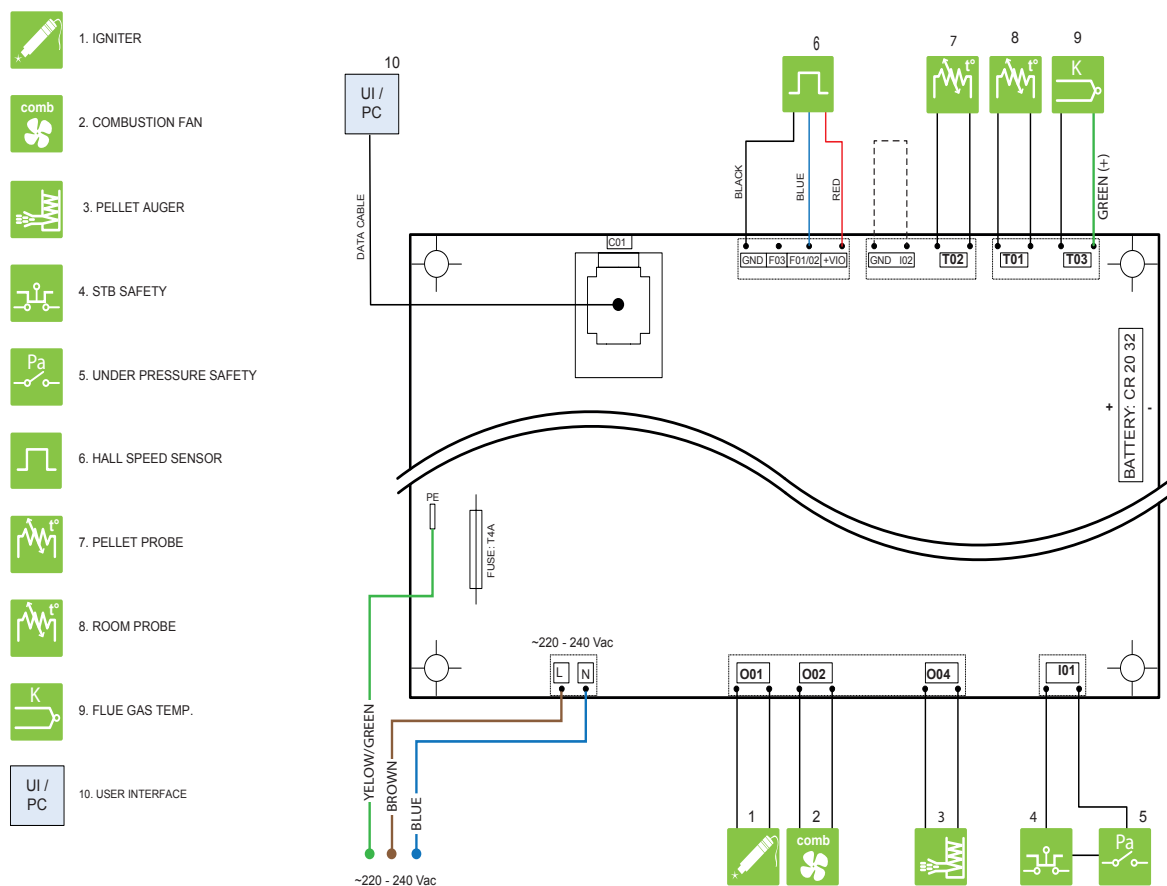 1. IGNITER
comb
2. COMBUSTION FAN
3. PELLET AUGER
4. STB SAFETY
Pa
5. UNDER PRESSURE SAFETY
6. HALL SPEED SENSOR
t°
7. PELLET PROBE
t°
8. ROOM PROBE
K
9. FLUE GAS TEMP.
UI /
PC
10. USER INTERFACE
10
UI /
PC
DATA CABLE
6
7
t°
8
t°
9
K
BLACK
BLUE
RED
GREEN (+)
C01
GND F03 F01/02 +VIO
GND I02
T02
T01
T03
+ -
BATTERY: CR 20 32
PE
FUSE: T4A
~220 - 240 Vac
L N
O01
O02
O04
I01
YELOW/GREEN
BROWN
BLUE
~220 - 240 Vac
1
2
comb
3
4
5
Pa